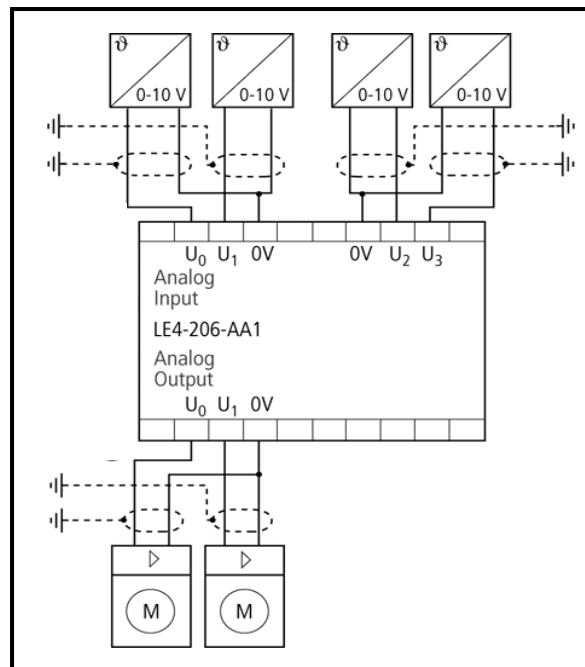 ϑ ϑ ϑ ϑ
0-10 V 0-10 V 0-10 V 0-10 V
U₀ U₁ 0V 0V U₂ U₃
Analog
Input
LE4-206-AA1
Analog
Output
U₀ U₁ 0V
M M